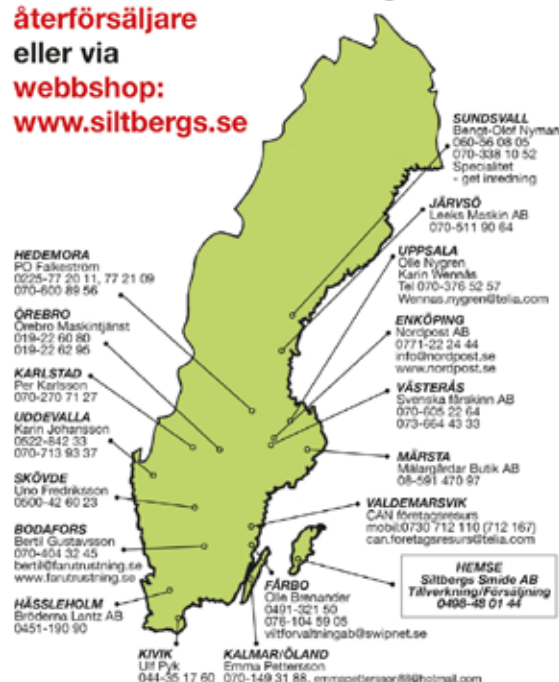 återförsäljare
eller via
webbshop:
www.siltbergs.se
SUNDSVALL
Bengt-Olof Nyman
060-56 08 05
070-338 10 52
Specialitet
- get inredning
JÄRVSÖ
Leeks Maskin AB
070-511 90 64
UPPSALA
Olle Nygren
Karin Wennås
Tel 070-376 52 57
Wennas.nygren@telia.com
ENKÖPING
Nordpost AB
0771-22 24 44
info@nordpost.se
www.nordpost.se
VÄSTERÅS
Svenska fårskinn AB
070-605 22 64
073-664 43 33
MÄRSTA
Mälargårdar Butik AB
08-591 470 97
VALDEMARSVIK
CAN företagsresurs
mobil:0730 712 110 (712 167)
can.foretagsresurs@telia.com
HEMSE
Siltbergs Smide AB
Tillverkning/Försäljning
0498-48 01 44
HEDEMORA
PO Falkeström
0225-77 20 11, 77 21 09
070-600 89 56
ÖREBRO
Örebro Maskintjänst
019-22 60 80
019-22 62 95
KARLSTAD
Per Karlsson
070-270 71 27
UDDEVALLA
Karin Johansson
0522-842 33
070-713 93 37
SKÖVDE
Uno Fredriksson
0500-42 60 23
BODAFORS
Bertil Gustavsson
070-404 32 45
bertil@farutrustning.se
www.farutrustning.se
HÄSSLEHOLM
Bröderna Lantz AB
0451-190 90
FÅRBO
Olle Brenander
0491-321 50
076-104 59 05
viltforvaltningab@swipnet.se
KIVIK
Ulf Pyk
044-35 17 60
KALMAR/ÖLAND
Emma Pettersson
070-149 31 88, emmapettersson88@hotmail.com